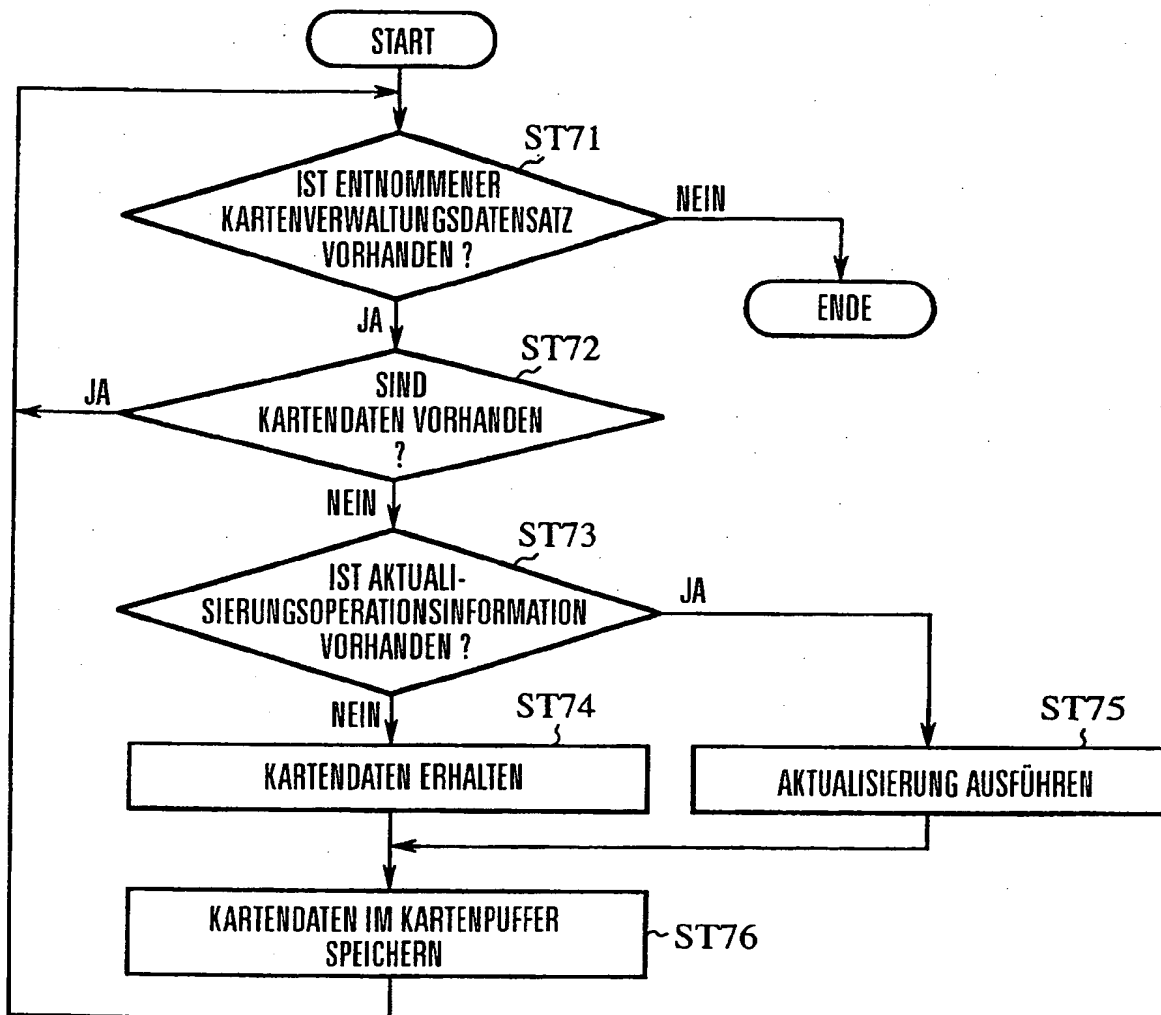 START
ST71
IST ENTNOMMENER
KARTENVERWALTUNGSDATENSATZ
VORHANDEN ?
NEIN
ENDE
JA
ST72
JA
SIND
KARTENDATEN VORHANDEN
?
NEIN
ST73
IST AKTUALI-
SIERUNGSOPERATIONSINFORMATION
VORHANDEN ?
JA
NEIN
ST74
ST75
KARTENDATEN ERHALTEN
AKTUALISIERUNG AUSFÜHREN
KARTENDATEN IM KARTENPUFFER
SPEICHERN
ST76